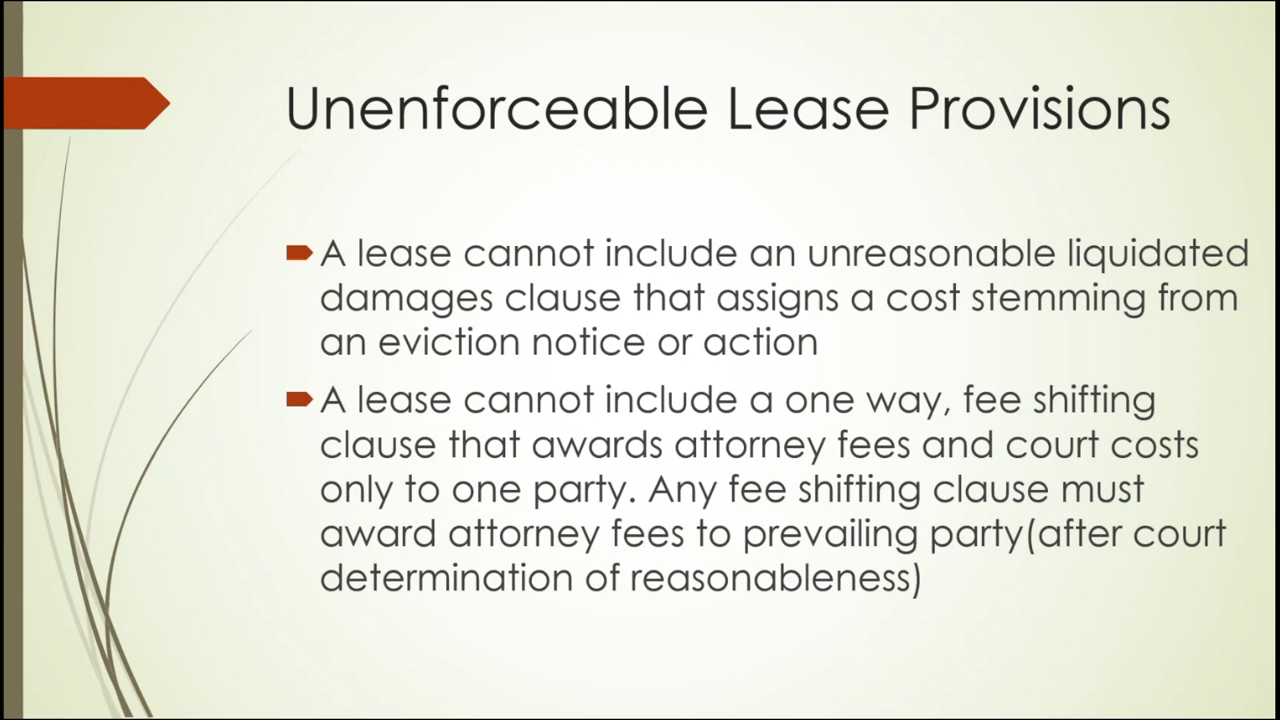 Unenforceable Lease Provisions
A lease cannot include an unreasonable liquidated
damages clause that assigns a cost stemming from
an eviction notice or action
A lease cannot include a one way, fee shifting
clause that awards attorney fees and court costs
only to one party. Any fee shifting clause must
award attorney fees to prevailing party(after court
determination of reasonableness)